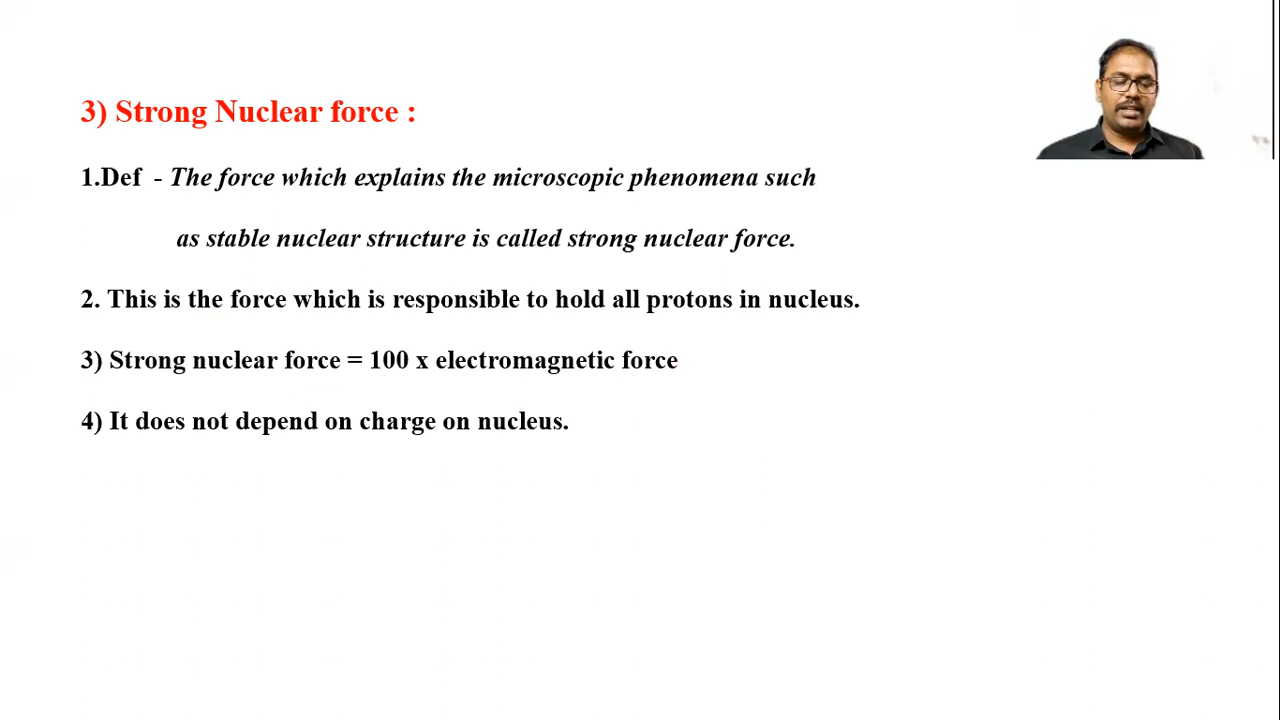 3) Strong Nuclear force :
1.Def - The force which explains the microscopic phenomena such
as stable nuclear structure is called strong nuclear force.
2. This is the force which is responsible to hold all protons in nucleus.
3) Strong nuclear force = 100 x electromagnetic force
4) It does not depend on charge on nucleus.